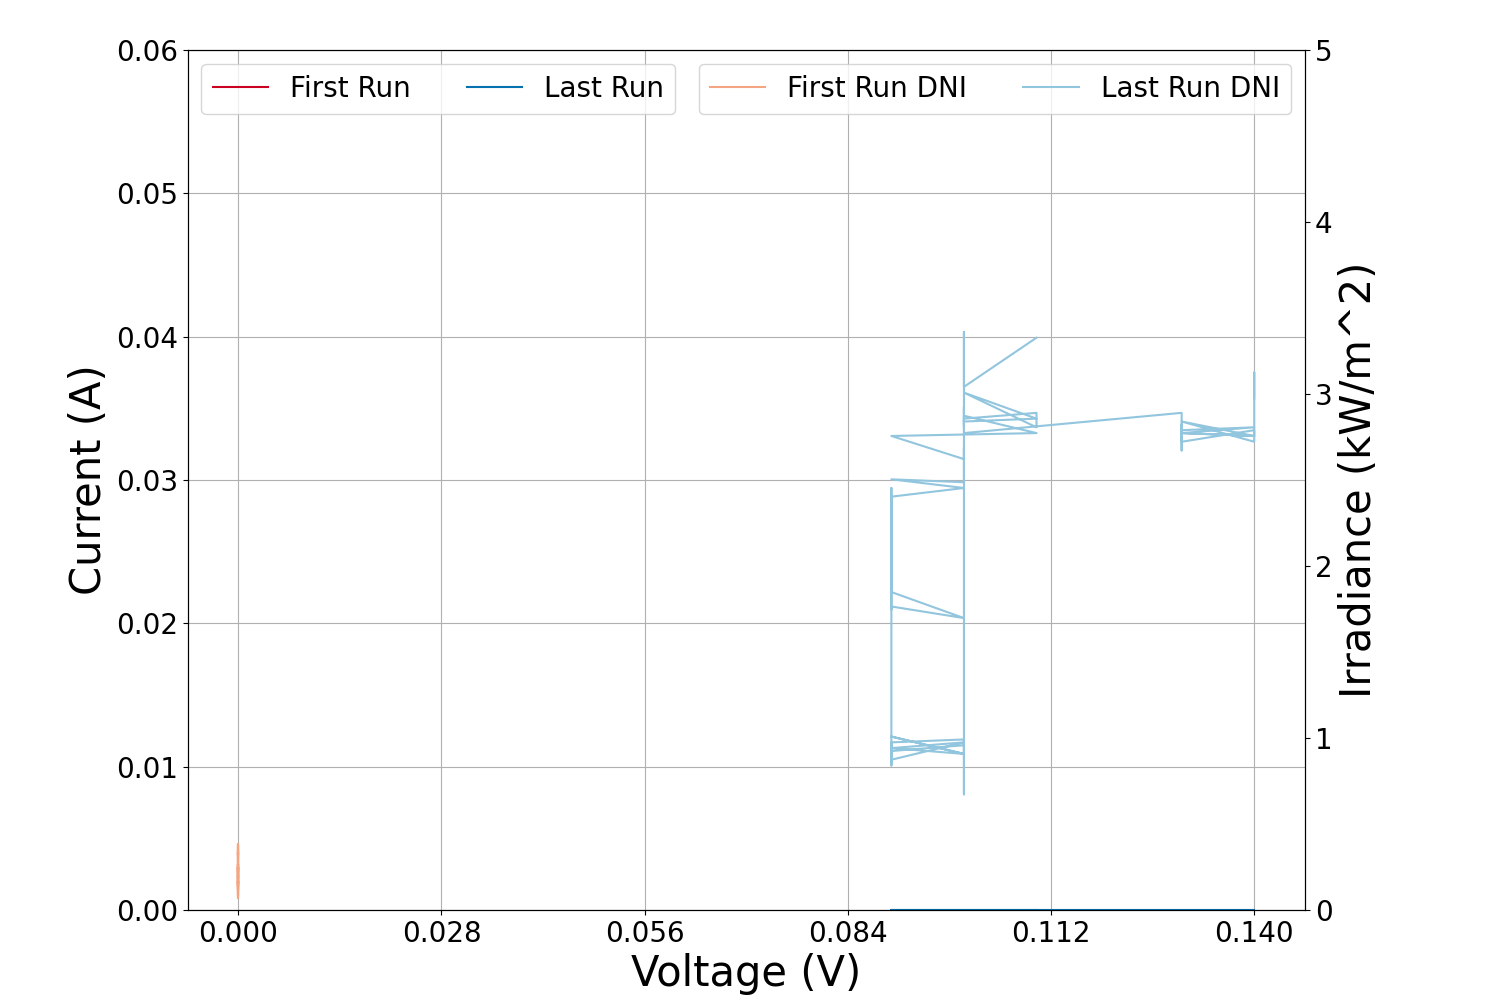 First Run
Last Run
First Run DNI
Last Run DNI
0.06
0.05
0.04
0.03
0.02
0.01
0.00
Current (A)
5
4
3
2
1
0
Irradiance (kW/m^2)
0.000 0.028 0.056 0.084 0.112 0.140
Voltage (V)